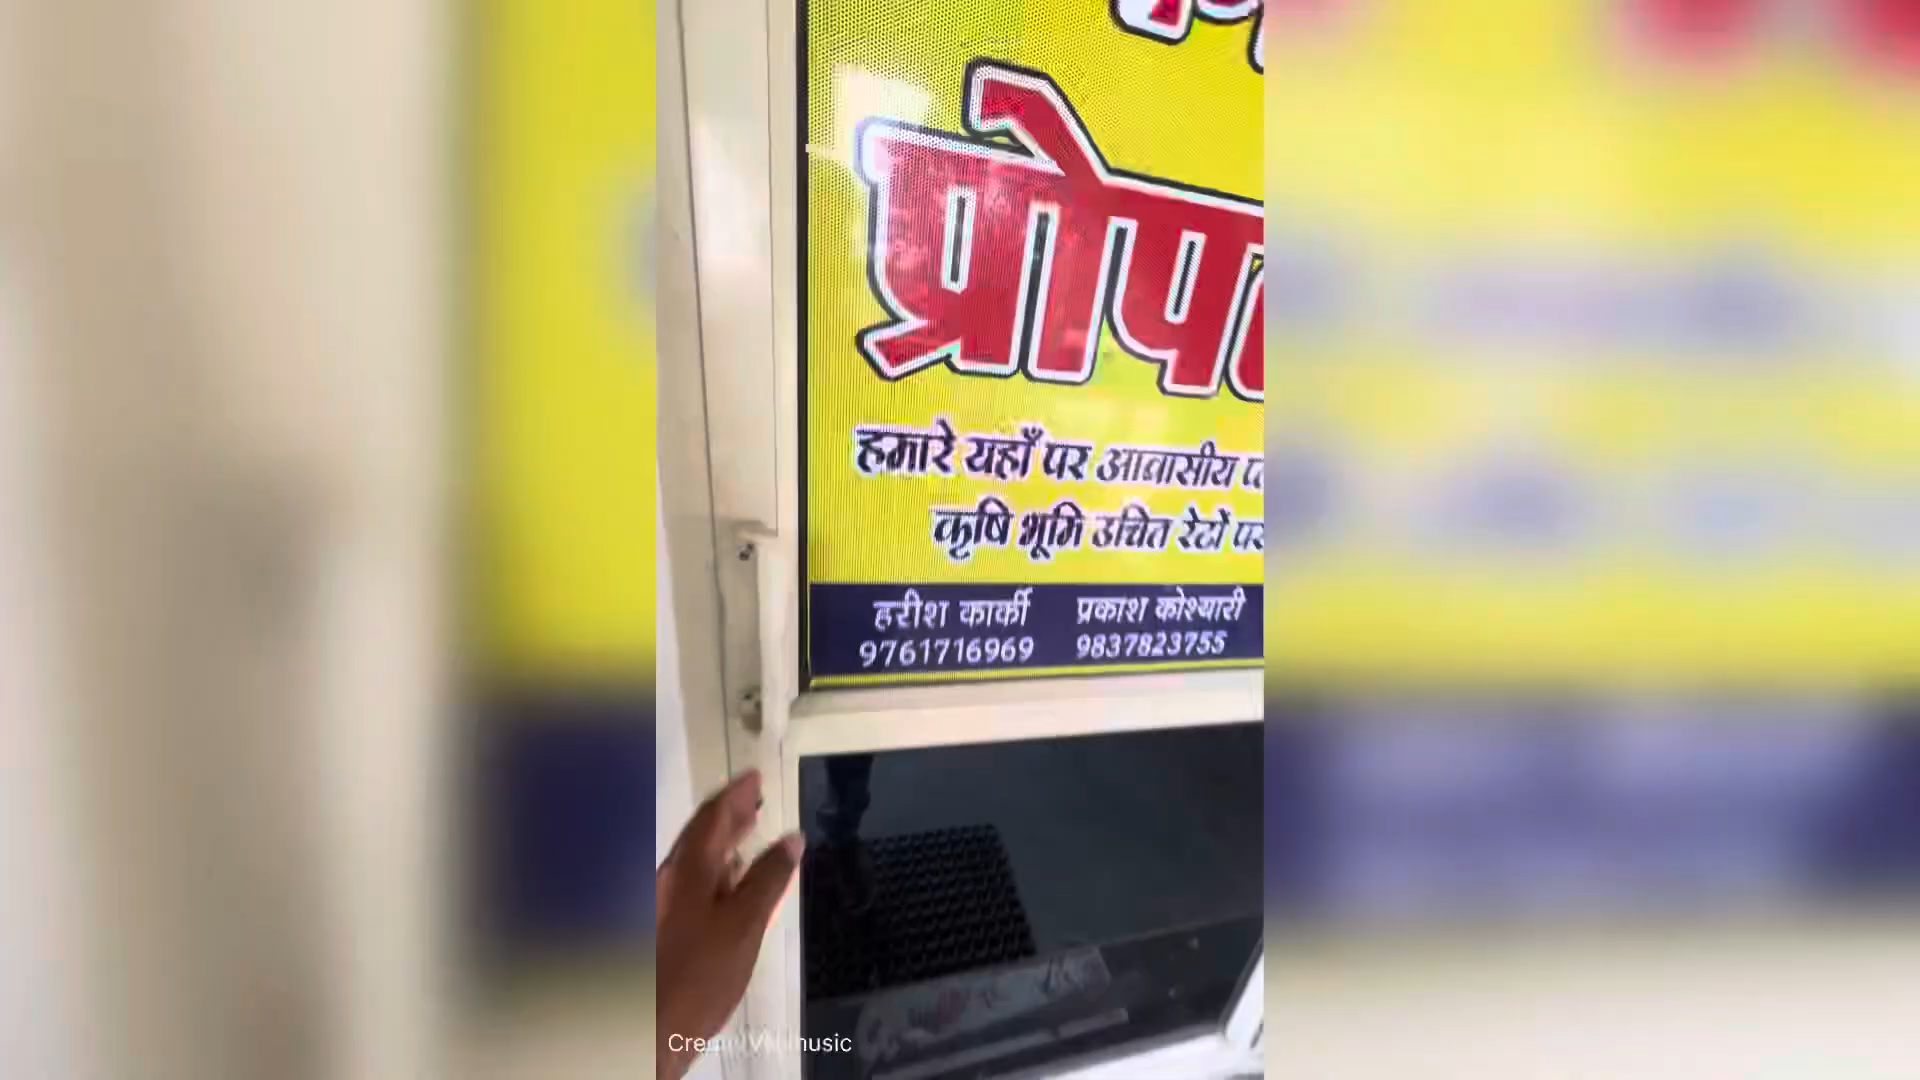 प्रोप
हमारे यहाँ पर आवासीय
कृषि भूमि उचित रेटों पर
हरीश कार्की प्रकाश कोश्यारी
9761716969 9837823755